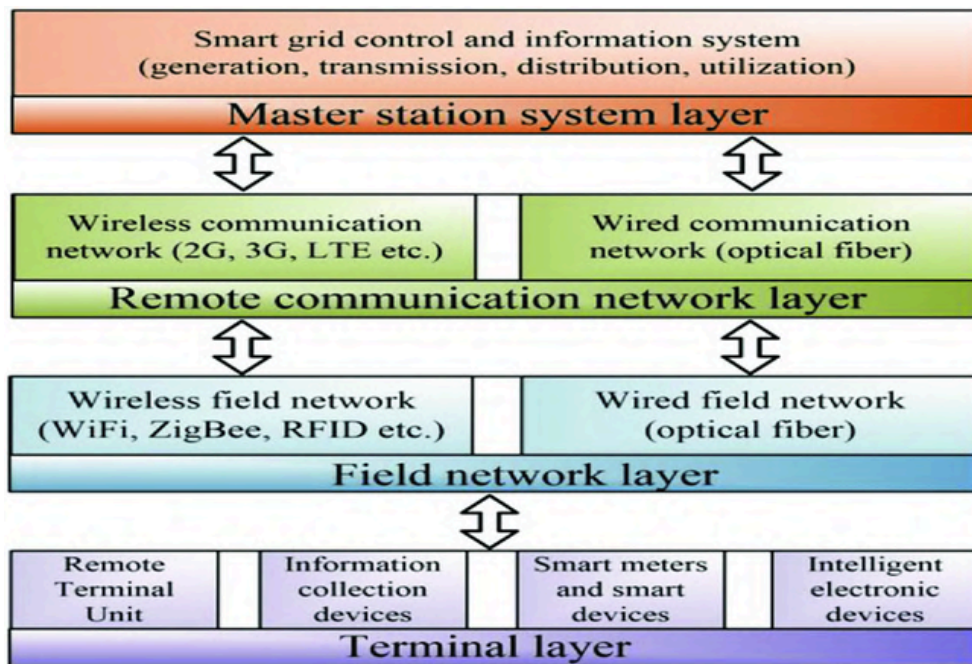 Smart grid control and information system
(generation, transmission, distribution, utilization)
Master station system layer
Wireless communication
network (2G, 3G, LTE etc.)
Wired communication
network (optical fiber)
Remote communication network layer
Wireless field network
(WiFi, ZigBee, RFID etc.)
Wired field network
(optical fiber)
Field network layer
Remote
Terminal
Unit
Information
collection
devices
Smart meters
and smart
devices
Intelligent
electronic
devices
Terminal layer